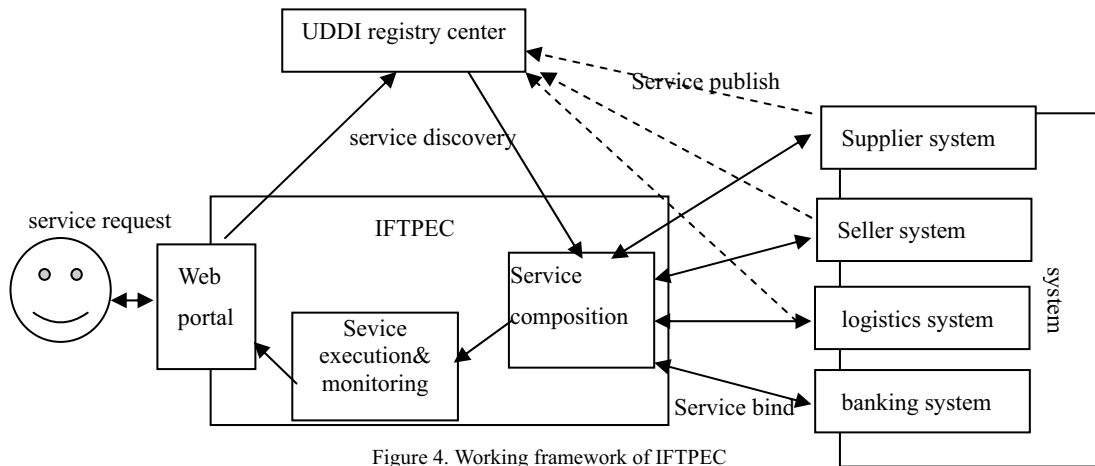 UDDI registry center
Service publish
service discovery
Supplier system
service request
IFTPEC
Seller system
Web
portal
Service
composition
system
logistics system
Sevice
execution&
monitoring
Service bind
banking system
Figure 4. Working framework of IFTPEC